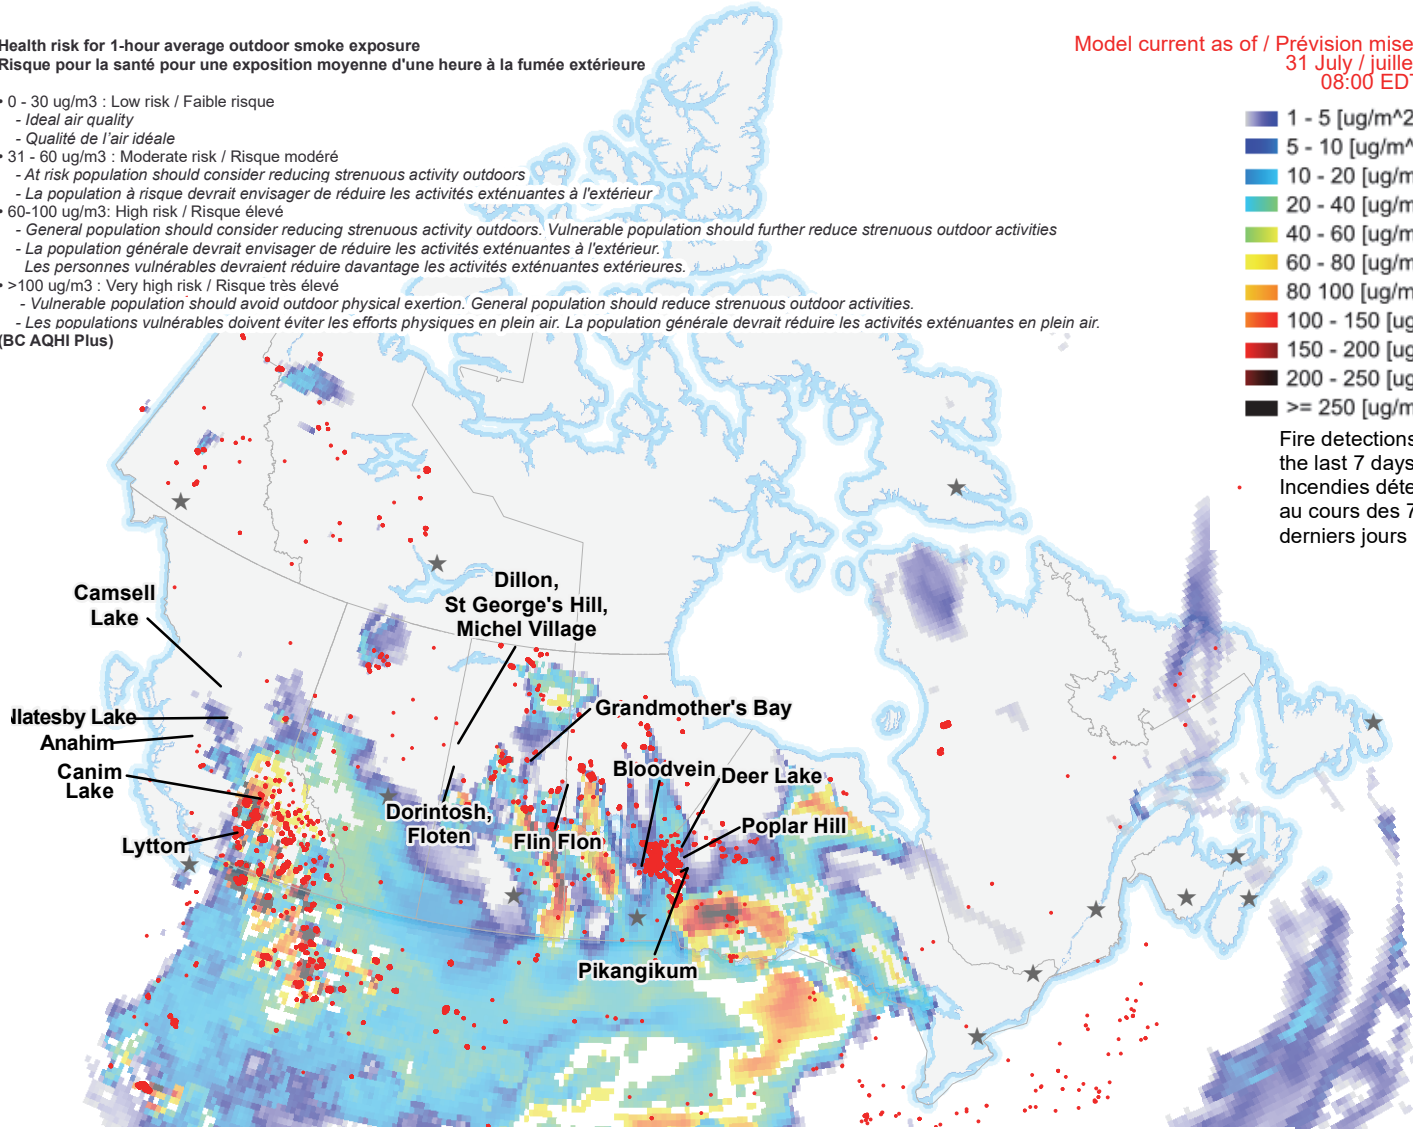 Health risk for 1-hour average outdoor smoke exposure
Risque pour la santé pour une exposition moyenne d'une heure à la fumée extérieure
• 0 - 30 ug/m3 : Low risk / Faible risque
- Ideal air quality
- Qualité de l'air idéale
• 31 - 60 ug/m3 : Moderate risk / Risque modéré
- At risk population should consider reducing strenuous activity outdoors
- La population à risque devrait envisager de réduire les activités exténuantes à l'extérieur
• 60-100 ug/m3: High risk / Risque élevé
- General population should consider reducing strenuous activity outdoors. Vulnerable population should further reduce strenuous outdoor activities
- La population générale devrait envisager de réduire les activités exténuantes à l'extérieur.
Les personnes vulnérables devraient réduire davantage les activités exténuantes extérieures.
• >100 ug/m3 : Very high risk / Risque très élevé
- Vulnerable population should avoid outdoor physical exertion. General population should reduce strenuous outdoor activities.
- Les populations vulnérables doivent éviter les efforts physiques en plein air. La population générale devrait réduire les activités exténuantes en plein air.
(BC AQHI Plus)
Model current as of / Prévision mise
31 July / juille
08:00 EDT
1 - 5 [ug/m^2
5 - 10 [ug/m^
10 - 20 [ug/m
20 - 40 [ug/m
40 - 60 [ug/m
60 - 80 [ug/m
80 100 [ug/m
100 - 150 [ug
150 - 200 [ug
200 - 250 [ug
>= 250 [ug/m
Fire detections
the last 7 days
Incendies déte
au cours des 7
derniers jours
Camsell
Lake
Dillon,
St George's Hill,
Michel Village
llatesby Lake
Anahim
Canim
Lake
Lytton
Grandmother's Bay
Bloodvein
Deer Lake
Dorintosh,
Floten
Flin Flon
Poplar Hill
Pikangikum